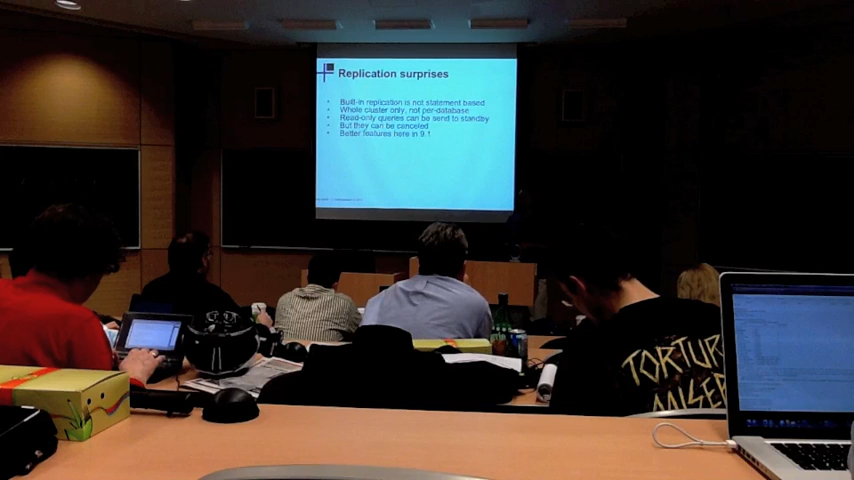 Replication surprises
Built-in replication is not statement based
Whole cluster only, not per-database
Read-only queries can be send to standby
But they can be canceled
Better features here in 9.1
TORTUR
MISER